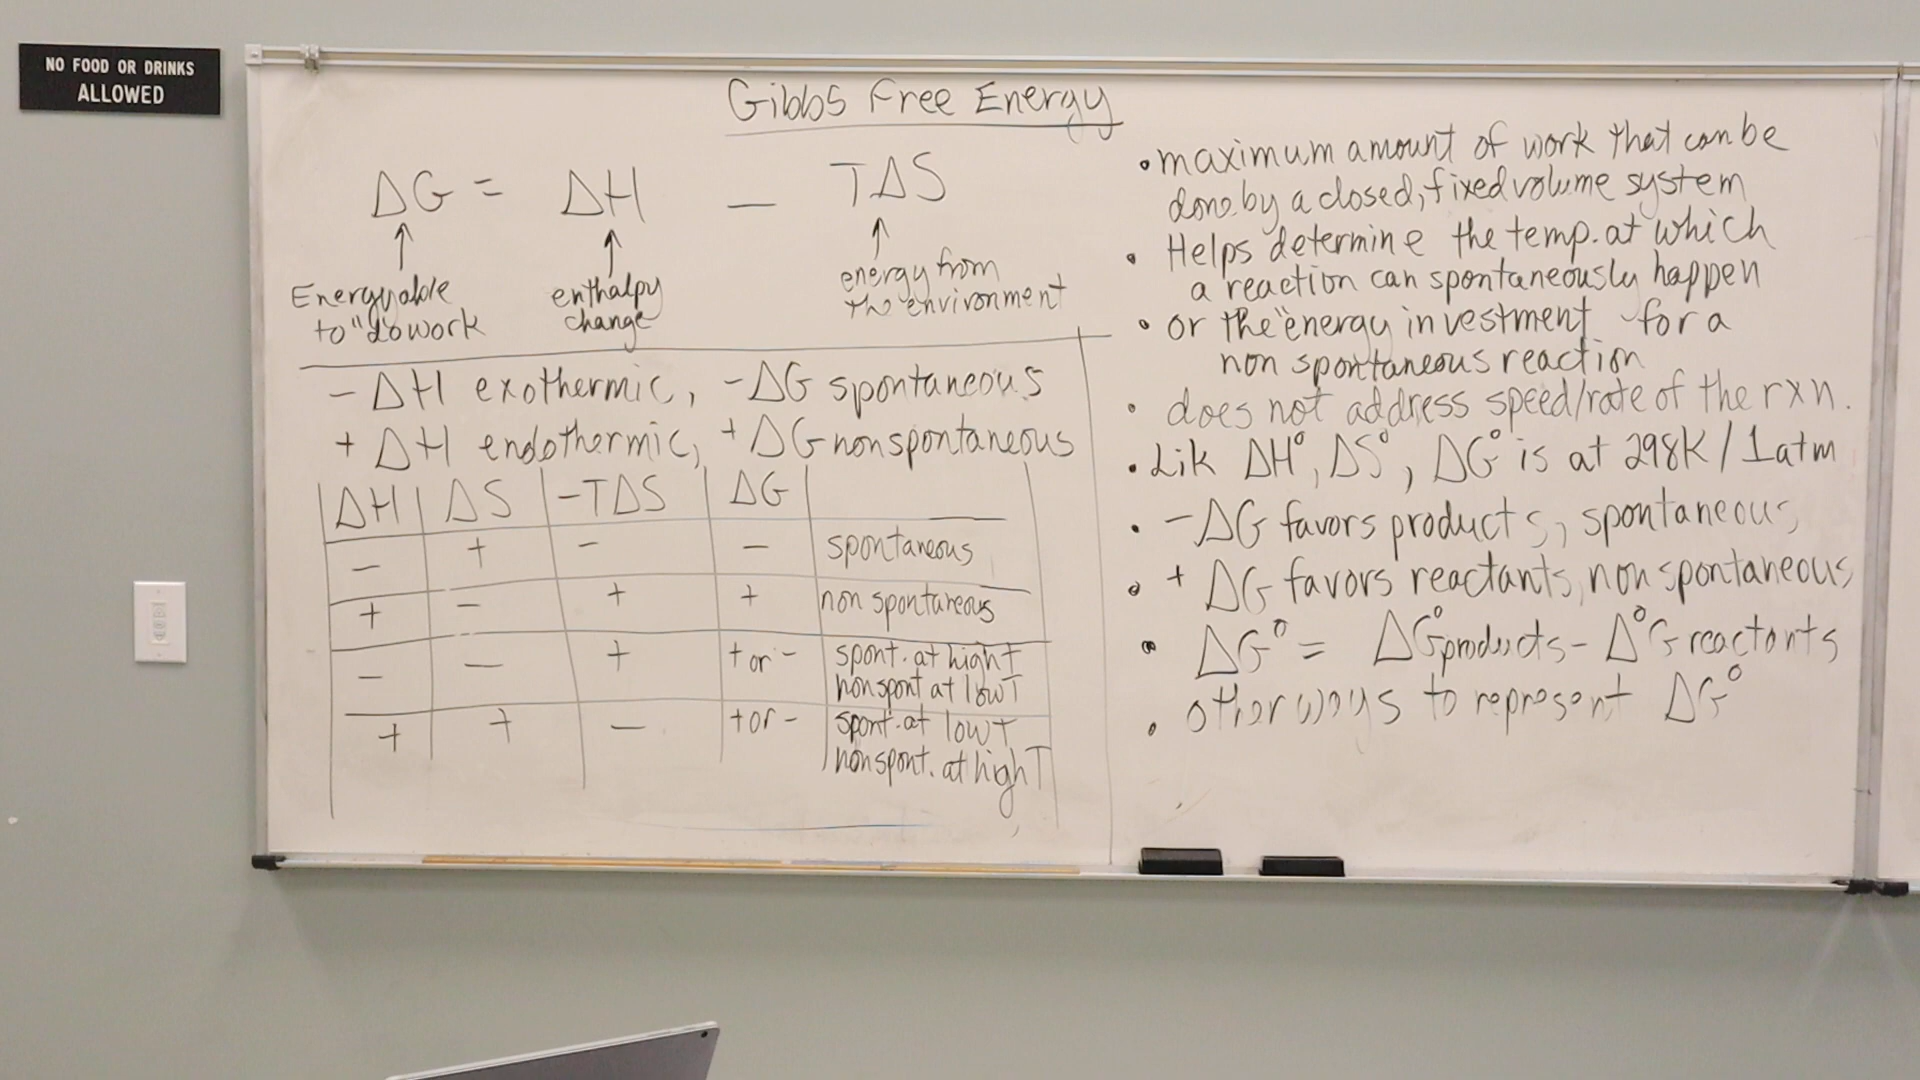 NO FOOD OR DRINKS
ALLOWED
Gibbs Free Energy
ΔG = ΔH - TΔS
↑ ↑ ↑
Energy able
to "do work
enthalpy
change
energy from
the environment
- ΔH exothermic, -ΔG spontaneous
+ ΔH endothermic, +ΔG nonspontaneous
ΔH | ΔS | -TΔS | ΔG |
- | + | - | - | spontaneous
+ | - | + | + | non spontaneous
- | - | + | + or - | spont. at high T
nonspont at low T
+ | + | - | + or - | spont. at low T
nonspont. at high T
• maximum amount of work that can be
done by a closed, fixed volume system
• Helps determine the temp. at which
a reaction can spontaneously happen
• or the "energy investment for a
non spontaneous reaction
• does not address speed/rate of the rxn.
• Lik ΔH°, ΔS°, ΔG° is at 298K / 1atm
• -ΔG favors products, spontaneous
• + ΔG favors reactants, non spontaneous
• ΔG° = ΔG°products - Δ°G reactants
• other ways to represent ΔG°